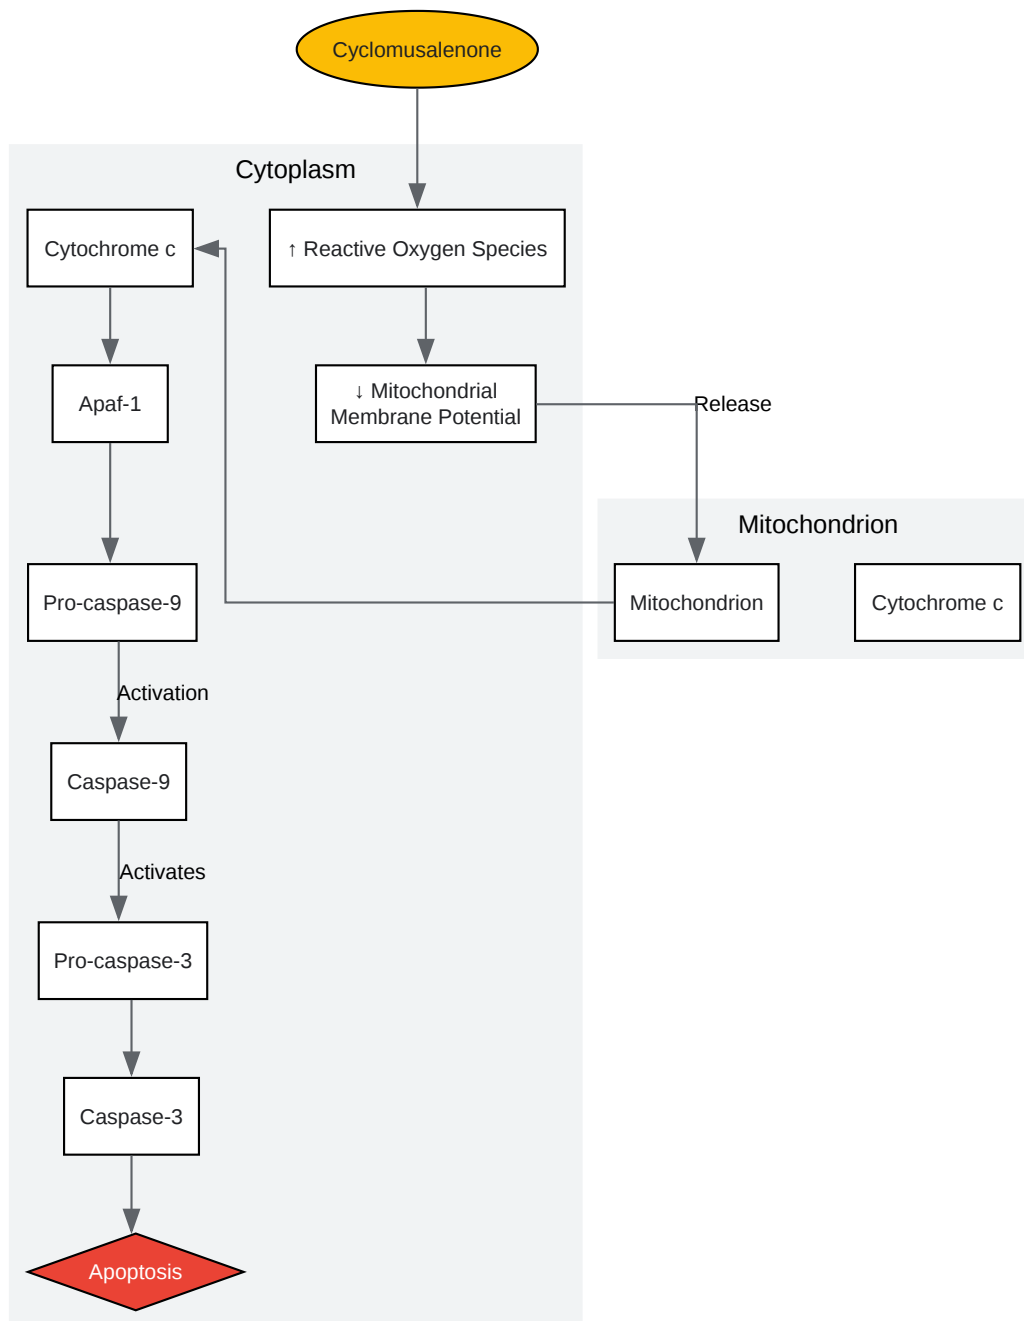 Cyclomusalenone
Cytoplasm
Cytochrome c
↑ Reactive Oxygen Species
Apaf-1
↓ Mitochondrial
Membrane Potential
Release
Mitochondrion
Pro-caspase-9
Mitochondrion
Cytochrome c
Activation
Caspase-9
Activates
Pro-caspase-3
Caspase-3
Apoptosis